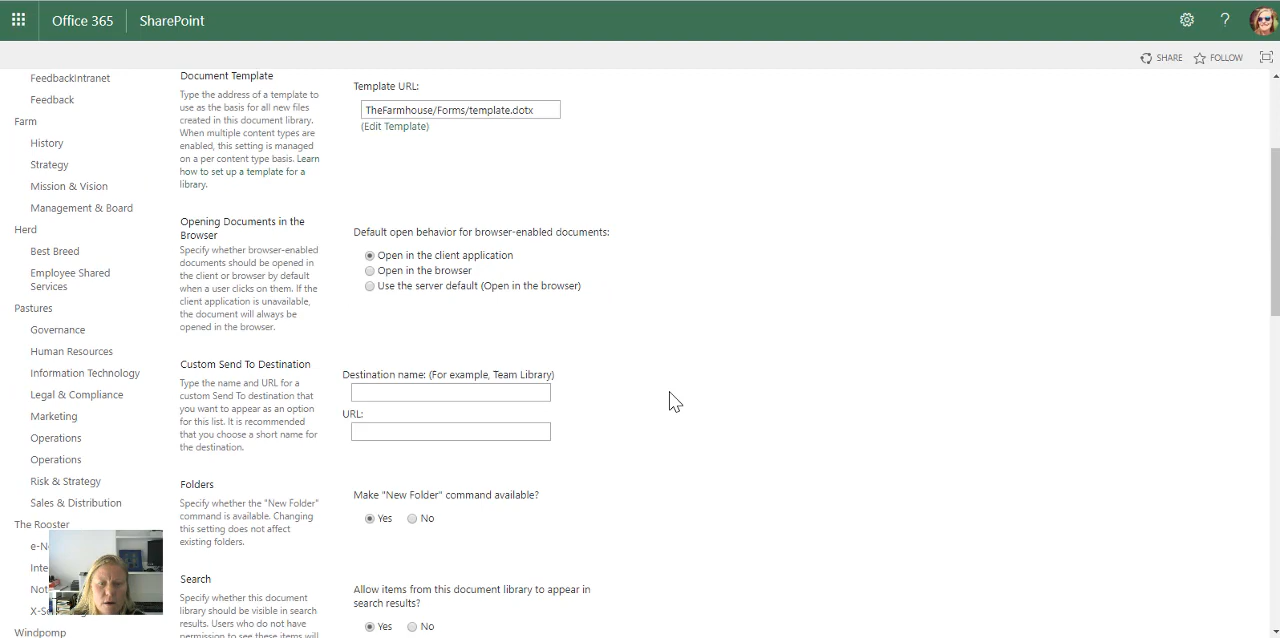 Office 365
SharePoint
?
SHARE
FOLLOW
FeedbackIntranet
Feedback
Farm
History
Strategy
Mission & Vision
Management & Board
Herd
Best Breed
Employee Shared
Services
Pastures
Governance
Human Resources
Information Technology
Legal & Compliance
Marketing
Operations
Operations
Risk & Strategy
Sales & Distribution
The Rooster
Windpomp
Document Template
Type the address of a template to
use as the basis for all new files
created in this document library.
When multiple content types are
enabled, this setting is managed
on a per content type basis. Learn
how to set up a template for a
library.
Template URL:
TheFarmhouse/Forms/template.dotx
(Edit Template)
Opening Documents in the
Browser
Specify whether browser-enabled
documents should be opened in
the client or browser by default
when a user clicks on them. If the
client application is unavailable,
the document will always be
opened in the browser.
Default open behavior for browser-enabled documents:
Open in the client application
Open in the browser
Use the server default (Open in the browser)
Custom Send To Destination
Type the name and URL for a
custom Send To destination that
you want to appear as an option
for this list. It is recommended
that you choose a short name for
the destination.
Destination name: (For example, Team Library)
URL:
Folders
Specify whether the "New Folder"
command is available. Changing
this setting does not affect
existing folders.
Make "New Folder" command available?
Yes No
Search
Specify whether this document
library should be visible in search
results. Users who do not have
permission to see these items will
Allow items from this document library to appear in
search results?
Yes No